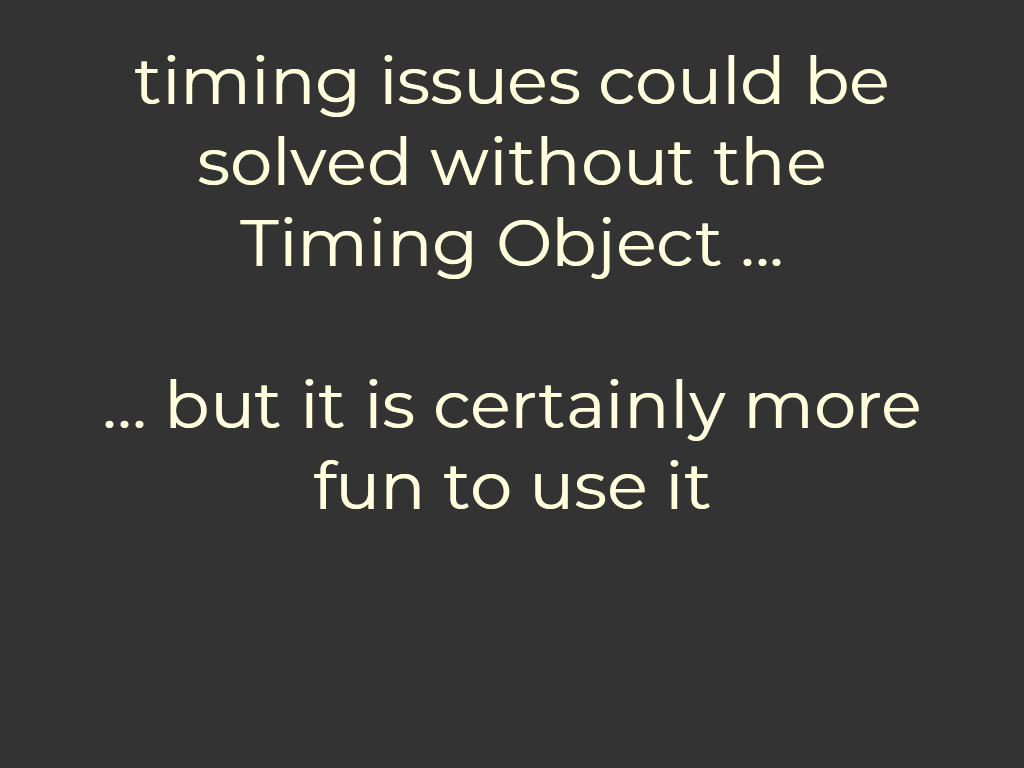 timing issues could be
solved without the
Timing Object ...
... but it is certainly more
fun to use it